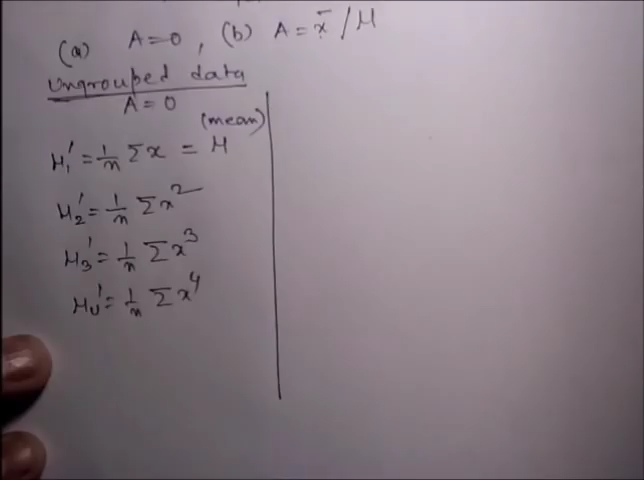 (a) A=0, (b) A = x̄ / μ
Ungrouped data
A=0
(mean)
μ₁' = 1/n Σx = μ
μ₂' = 1/n Σx²
μ₃' = 1/n Σx³
μ₄' = 1/n Σx⁴